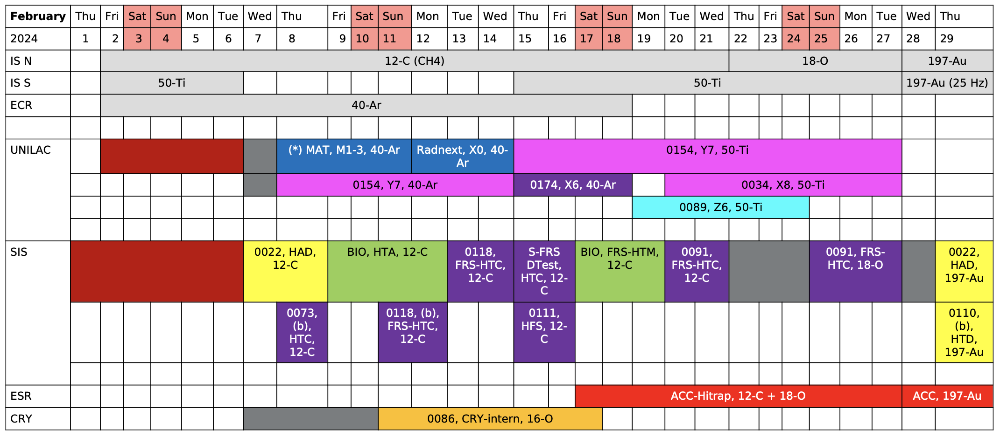 February Thu Fri Sat Sun Mon Tue Wed Thu Fri Sat Sun Mon Tue Wed Thu Fri Sat Sun Mon Tue Wed Thu Fri Sat Sun Mon Tue Wed Thu
2024 1 2 3 4 5 6 7 8 9 10 11 12 13 14 15 16 17 18 19 20 21 22 23 24 25 26 27 28 29
IS N 12-C (CH4) 18-O 197-Au
IS S 50-Ti 50-Ti 197-Au (25 Hz)
ECR 40-Ar
UNILAC
(*) MAT, M1-3, 40-Ar
Radnext, X0, 40-
Ar
0154, Y7, 50-Ti
0154, Y7, 40-Ar 0174, X6, 40-Ar 0034, X8, 50-Ti
0089, Z6, 50-Ti
SIS
0022, HAD,
12-C
BIO, HTA, 12-C
0118,
FRS-HTC,
12-C
S-FRS
DTest,
HTC, 12-
C
BIO, FRS-HTM,
12-C
0091,
FRS-HTC,
12-C
0091, FRS-
HTC, 18-O
0022,
HAD,
197-Au
0073,
(b),
HTC,
12-C
0118, (b),
FRS-HTC,
12-C
0111,
HFS, 12-
C
0110,
(b),
HTD,
197-Au
ESR ACC-Hitrap, 12-C + 18-O ACC, 197-Au
CRY 0086, CRY-intern, 16-O